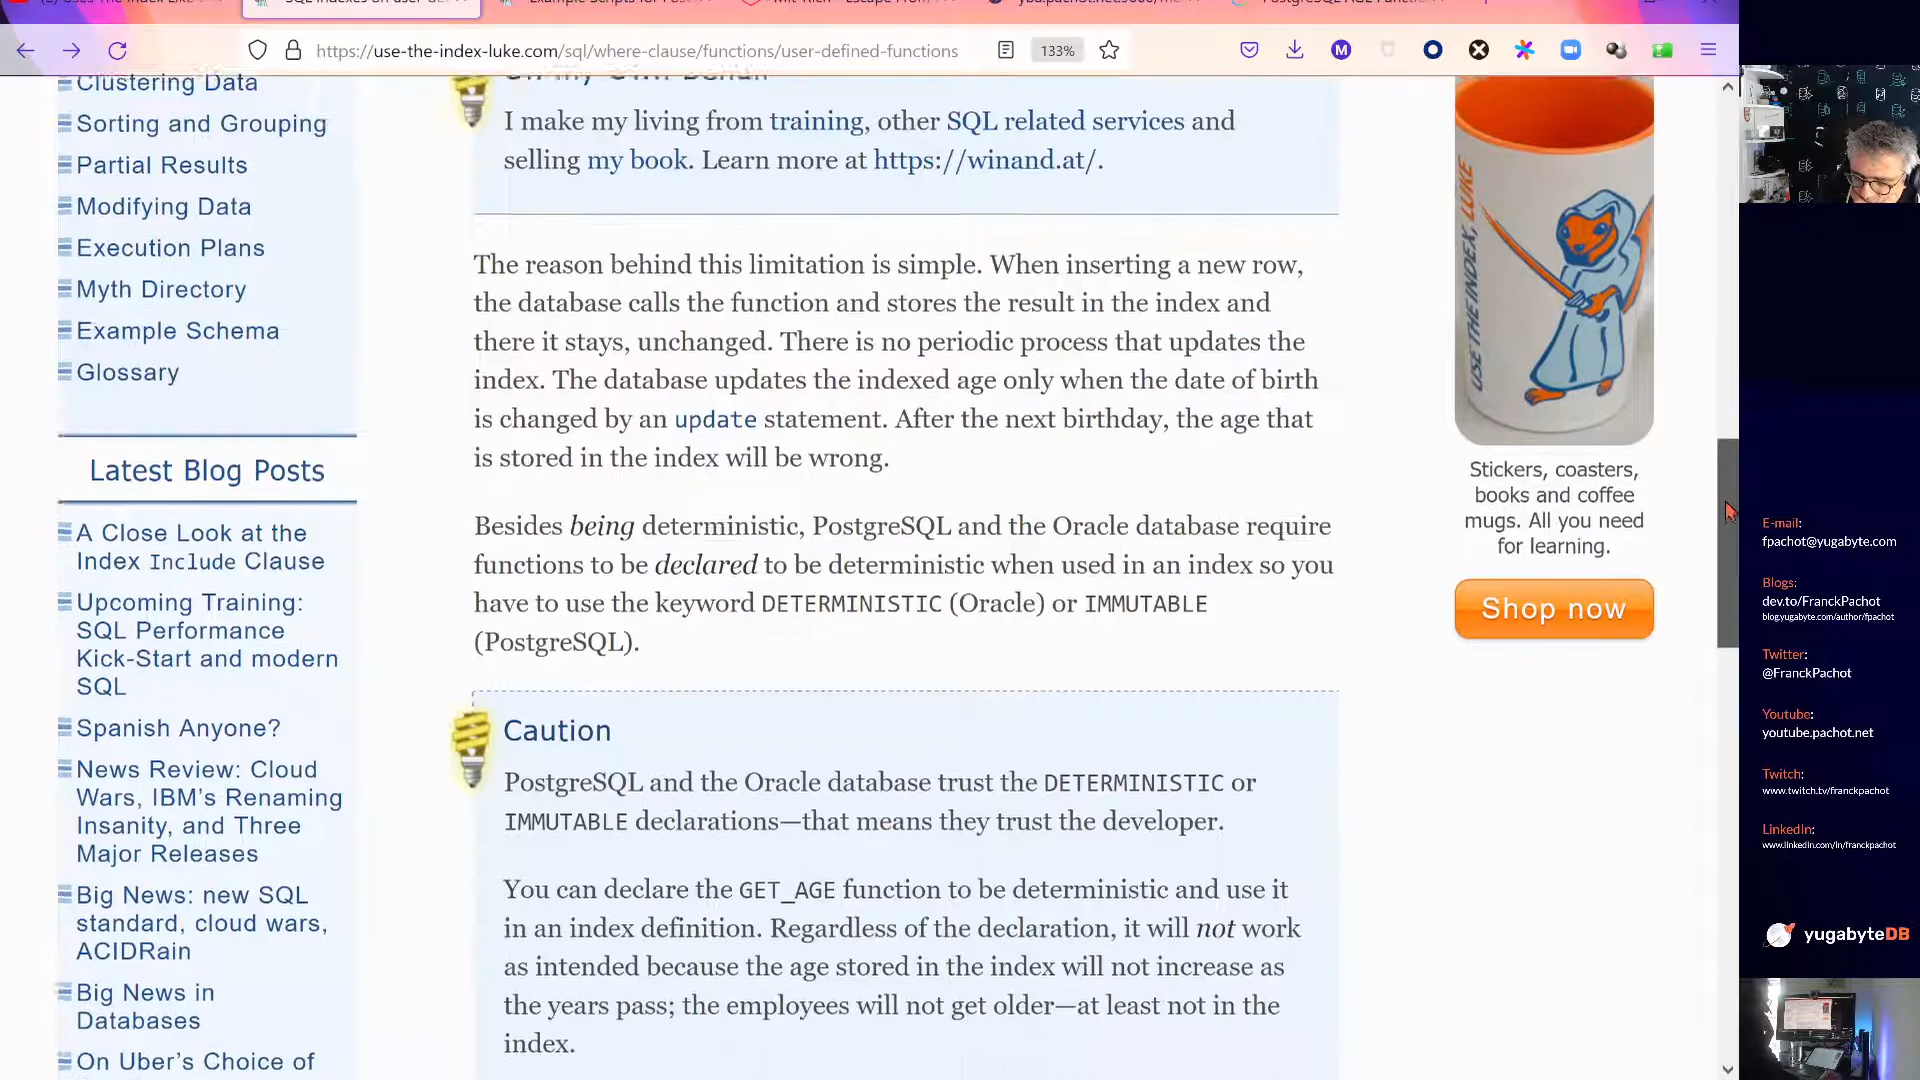 SQL Indexes on user-de
Example Scripts for Post
yba.pachot.net:9000/me
https://use-the-index-luke.com/sql/where-clause/functions/user-defined-functions
133%
M
Clustering Data
Sorting and Grouping
Partial Results
Modifying Data
Execution Plans
Myth Directory
Example Schema
Glossary
Latest Blog Posts
A Close Look at the
Index Include Clause
Upcoming Training:
SQL Performance
Kick-Start and modern
SQL
Spanish Anyone?
News Review: Cloud
Wars, IBM’s Renaming
Insanity, and Three
Major Releases
Big News: new SQL
standard, cloud wars,
ACIDRain
Big News in
Databases
On Uber’s Choice of
I make my living from training, other SQL related services and
selling my book. Learn more at https://winand.at/.
The reason behind this limitation is simple. When inserting a new row,
the database calls the function and stores the result in the index and
there it stays, unchanged. There is no periodic process that updates the
index. The database updates the indexed age only when the date of birth
is changed by an update statement. After the next birthday, the age that
is stored in the index will be wrong.
Besides being deterministic, PostgreSQL and the Oracle database require
functions to be declared to be deterministic when used in an index so you
have to use the keyword DETERMINISTIC (Oracle) or IMMUTABLE
(PostgreSQL).
Caution
PostgreSQL and the Oracle database trust the DETERMINISTIC or
IMMUTABLE declarations—that means they trust the developer.
You can declare the GET_AGE function to be deterministic and use it
in an index definition. Regardless of the declaration, it will not work
as intended because the age stored in the index will not increase as
the years pass; the employees will not get older—at least not in the
index.
USE THE INDEX, LUKE
Stickers, coasters,
books and coffee
mugs. All you need
for learning.
Shop now
E-mail:
fpachot@yugabyte.com
Blogs:
dev.to/FranckPachot
blog.yugabyte.com/author/fpachot
Twitter:
@FranckPachot
Youtube:
youtube.pachot.net
Twitch:
www.twitch.tv/franckpachot
LinkedIn:
www.linkedin.com/in/franckpachot
yugabyteDB